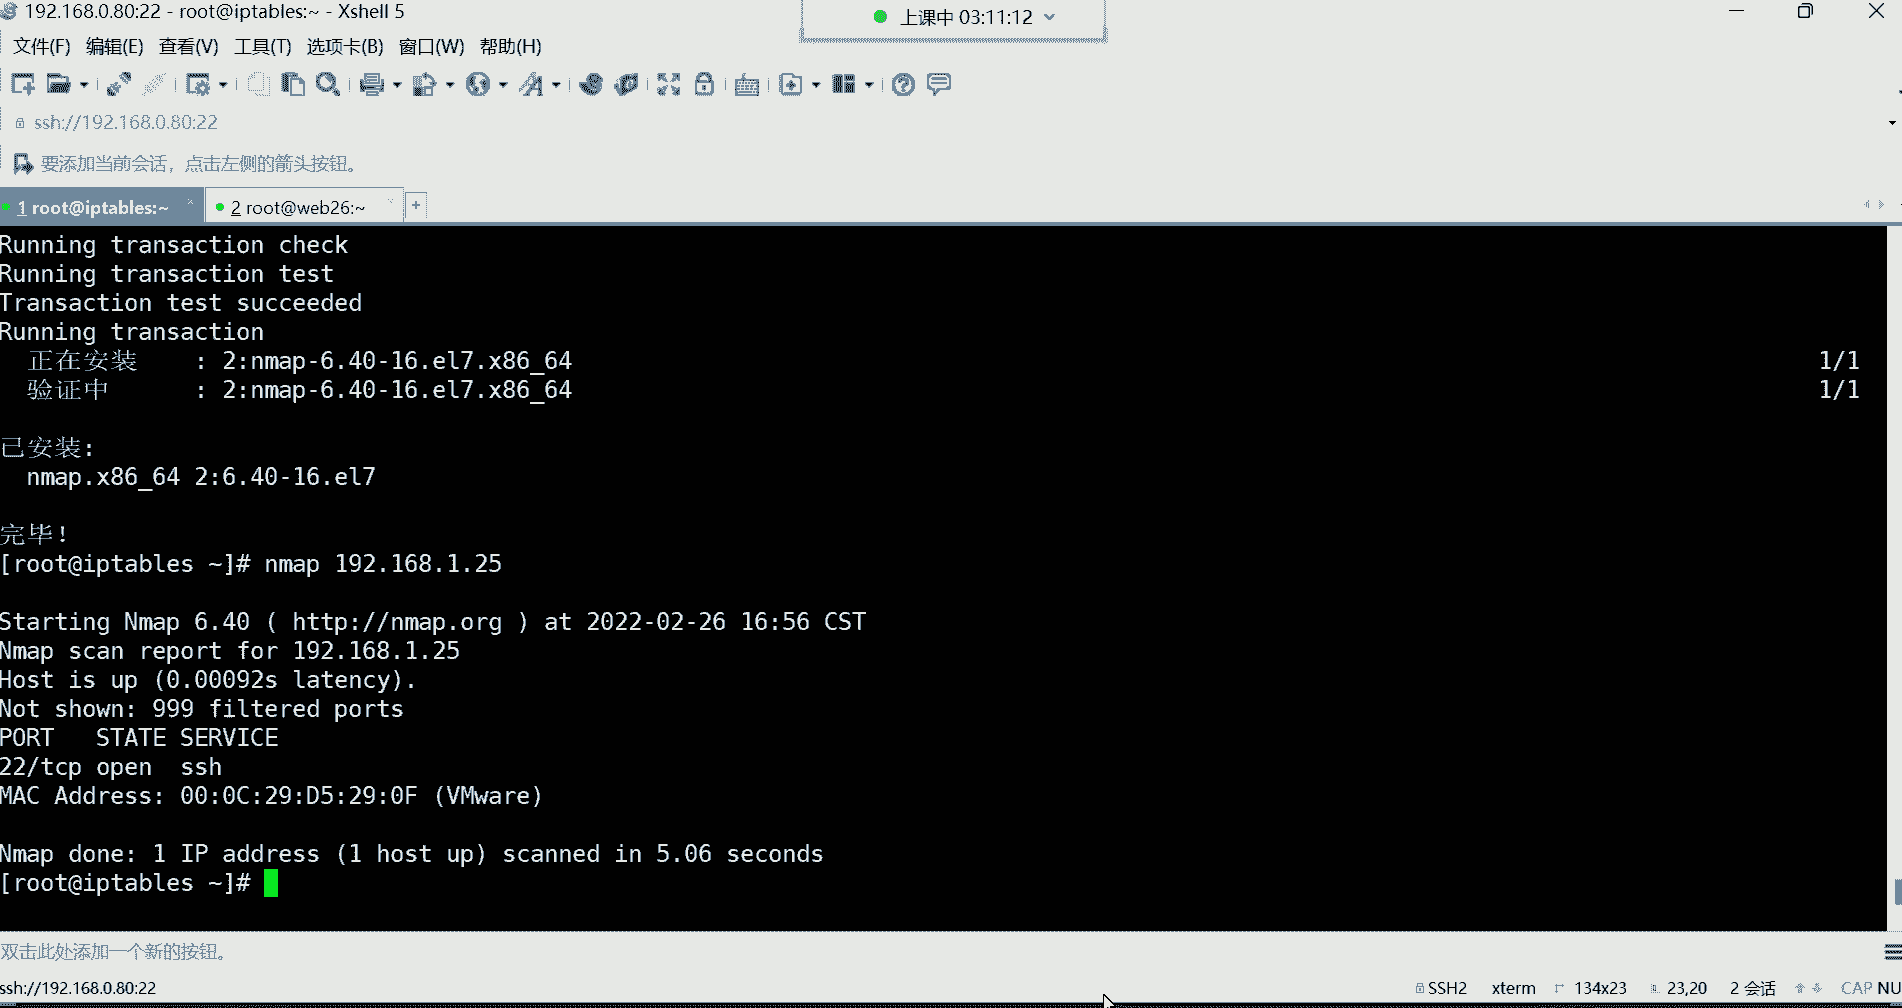 192.168.0.80:22 - root@iptables:~ - Xshell 5
上课中 03:11:12
文件(F) 编辑(E) 查看(V) 工具(T) 选项卡(B) 窗口(W) 帮助(H)
ssh://192.168.0.80:22
要添加当前会话，点击左侧的箭头按钮。
1 root@iptables:~ 2 root@web26:~
Running transaction check
Running transaction test
Transaction test succeeded
Running transaction
正在安装 : 2:nmap-6.40-16.el7.x86_64 1/1
验证中 : 2:nmap-6.40-16.el7.x86_64 1/1
已安装:
nmap.x86_64 2:6.40-16.el7
完毕！
[root@iptables ~]# nmap 192.168.1.25
Starting Nmap 6.40 ( http://nmap.org ) at 2022-02-26 16:56 CST
Nmap scan report for 192.168.1.25
Host is up (0.00092s latency).
Not shown: 999 filtered ports
PORT STATE SERVICE
22/tcp open ssh
MAC Address: 00:0C:29:D5:29:0F (VMware)
Nmap done: 1 IP address (1 host up) scanned in 5.06 seconds
[root@iptables ~]#
双击此处添加一个新的按钮。
ssh://192.168.0.80:22 SSH2 xterm 134x23 23,20 2 会话 CAP NU